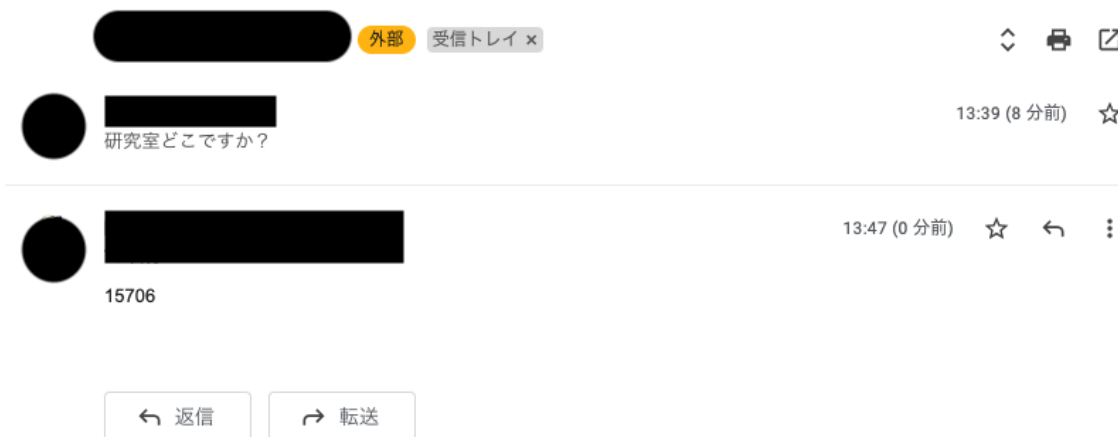 外部 受信トレイ ×
13:39 (8 分前)
研究室どこですか？
13:47 (0 分前)
15706
返信 転送